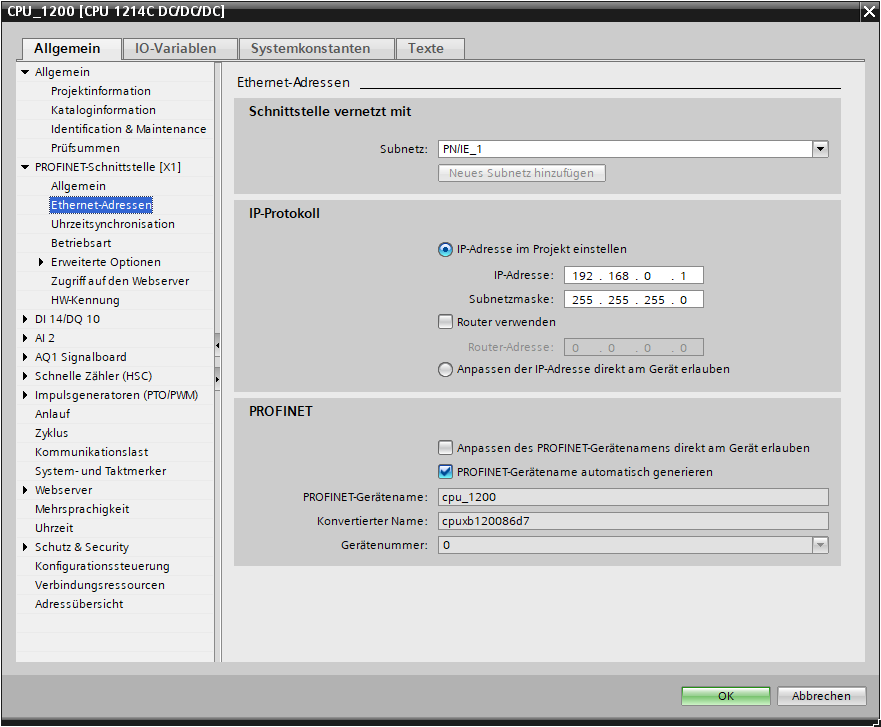 CPU_1200 [CPU 1214C DC/DC/DC]
Allgemein
IO-Variablen
Systemkonstanten
Texte
Allgemein
Projektinformation
Kataloginformation
Identification & Maintenance
Prüfsummen
PROFINET-Schnittstelle [X1]
Allgemein
Ethernet-Adressen
Uhrzeitsynchronisation
Betriebsart
Erweiterte Optionen
Zugriff auf den Webserver
HW-Kennung
DI 14/DQ 10
AI 2
AQ1 Signalboard
Schnelle Zähler (HSC)
Impulsgeneratoren (PTO/PWM)
Anlauf
Zyklus
Kommunikationslast
System- und Taktmerker
Webserver
Mehrsprachigkeit
Uhrzeit
Schutz & Security
Konfigurationssteuerung
Verbindungsressourcen
Adressübersicht
Ethernet-Adressen
Schnittstelle vernetzt mit
Subnetz: PN/IE_1
Neues Subnetz hinzufügen
IP-Protokoll
IP-Adresse im Projekt einstellen
IP-Adresse: 192 . 168 . 0 . 1
Subnetzmaske: 255 . 255 . 255 . 0
Router verwenden
Router-Adresse: 0 . 0 . 0 . 0
Anpassen der IP-Adresse direkt am Gerät erlauben
PROFINET
Anpassen des PROFINET-Gerätenamens direkt am Gerät erlauben
PROFINET-Gerätename automatisch generieren
PROFINET-Gerätename: cpu_1200
Konvertierter Name: cpuxb120086d7
Gerätenummer: 0
OK
Abbrechen